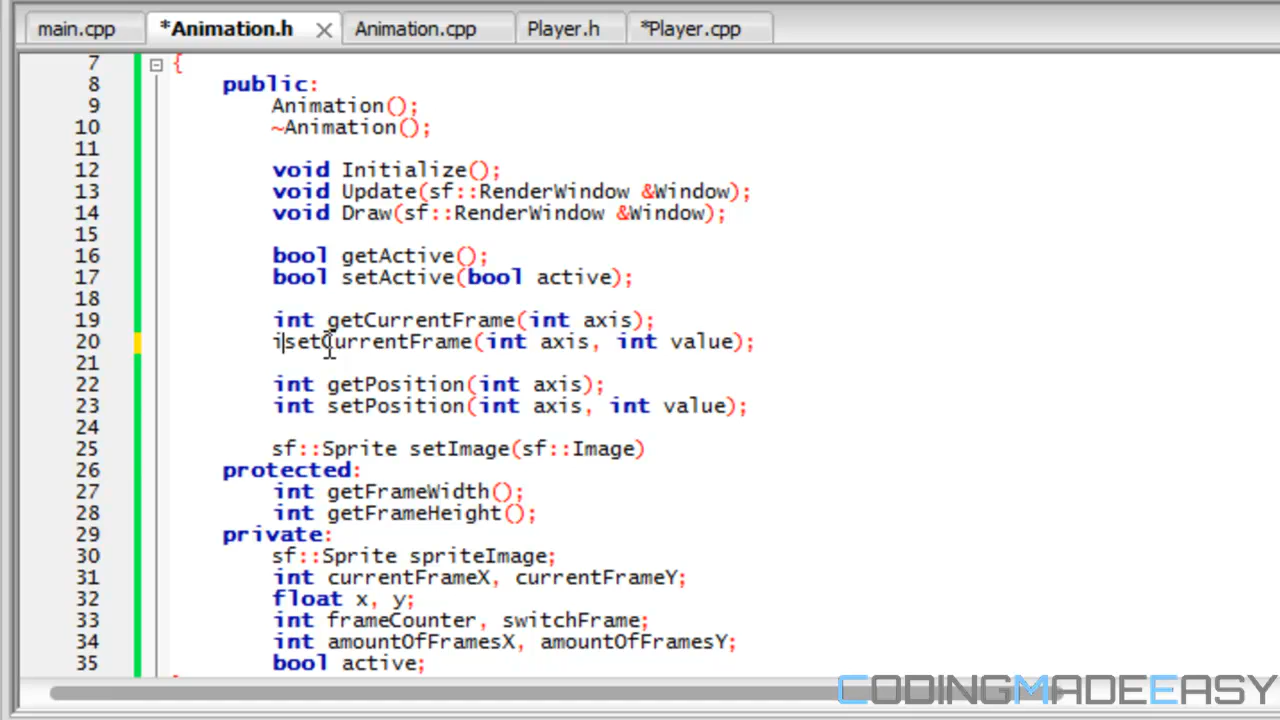 main.cpp *Animation.h Animation.cpp Player.h *Player.cpp
7 {
8 public:
9 Animation();
10 ~Animation();
11
12 void Initialize();
13 void Update(sf::RenderWindow &Window);
14 void Draw(sf::RenderWindow &Window);
15
16 bool getActive();
17 bool setActive(bool active);
18
19 int getCurrentFrame(int axis);
20 isetCurrentFrame(int axis, int value);
21
22 int getPosition(int axis);
23 int setPosition(int axis, int value);
24
25 sf::Sprite setImage(sf::Image)
26 protected:
27 int getFrameWidth();
28 int getFrameHeight();
29 private:
30 sf::Sprite spriteImage;
31 int currentFrameX, currentFrameY;
32 float x, y;
33 int frameCounter, switchFrame;
34 int amountOfFramesX, amountOfFramesY;
35 bool active;
CODINGMADEEASY